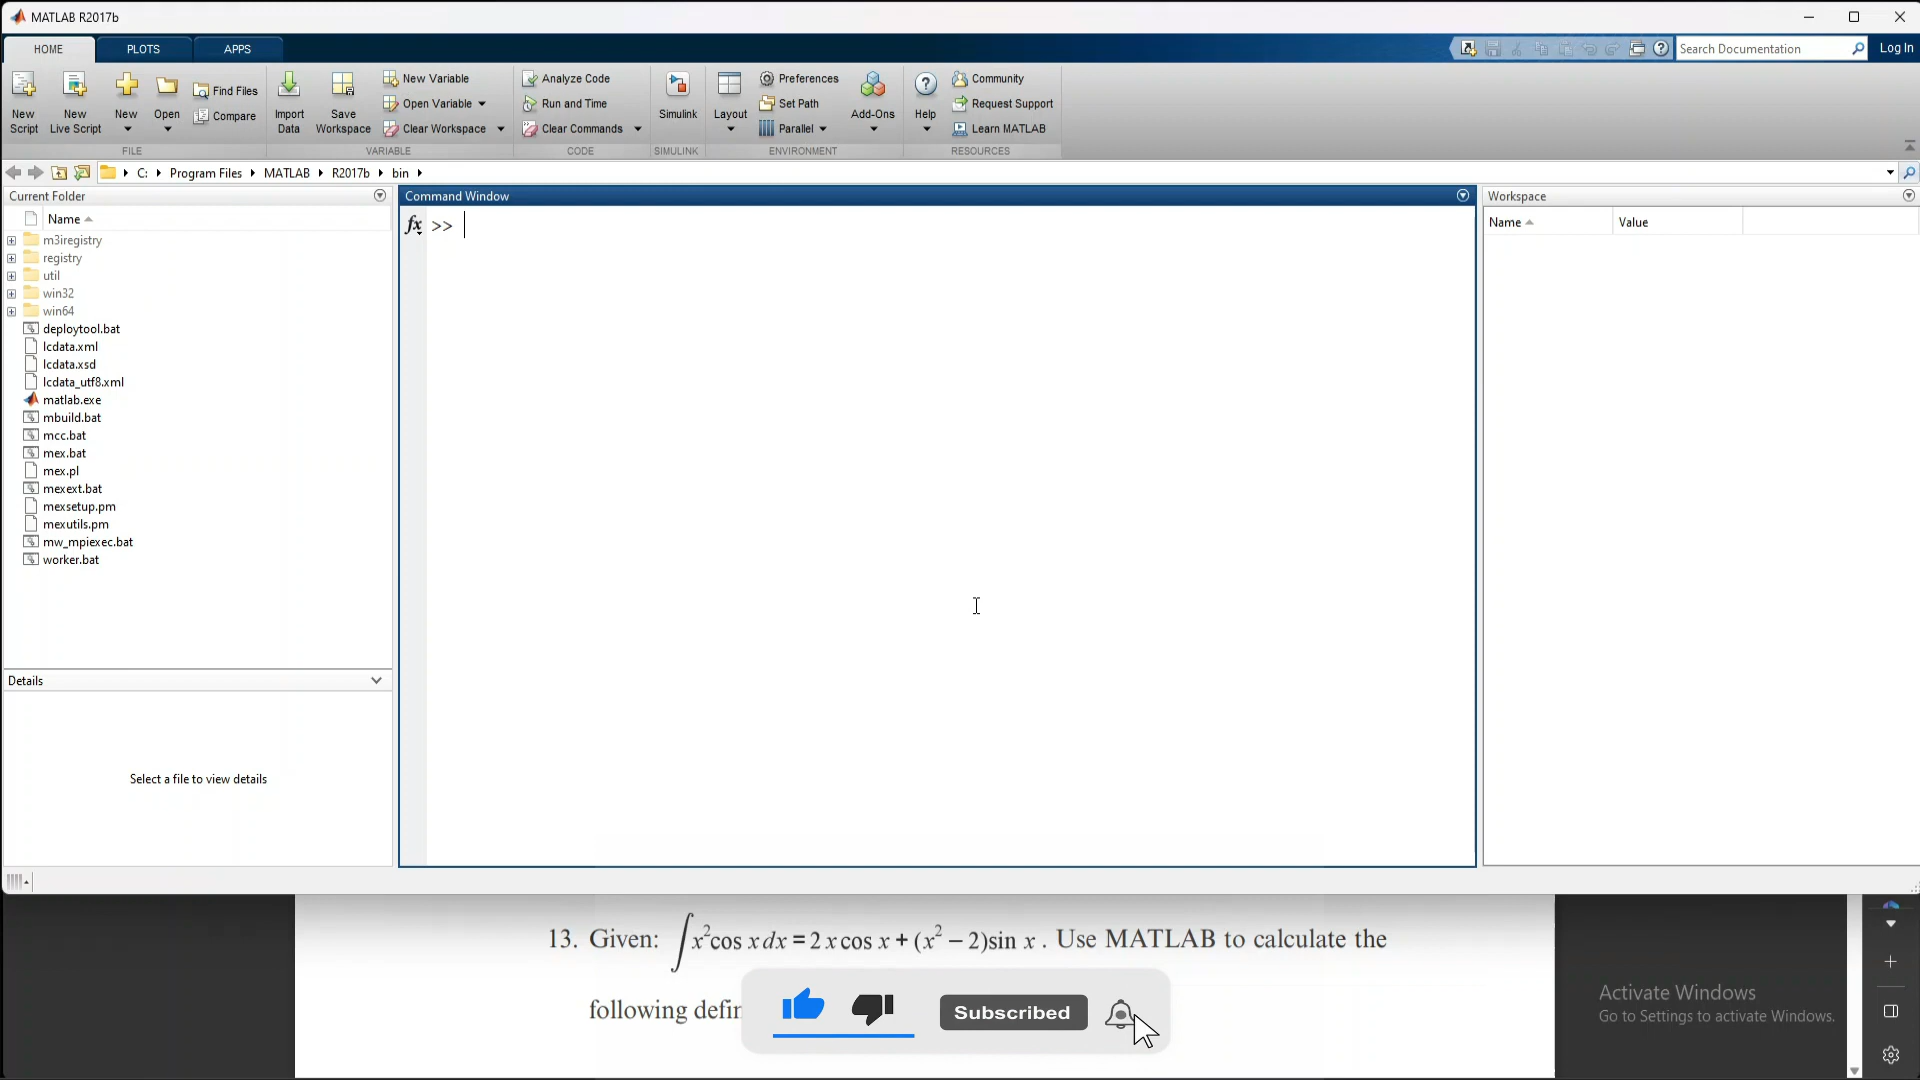 MATLAB R2017b
HOME PLOTS APPS
Search Documentation Log In
New Script
New Live Script
New
Open
Find Files
Compare
FILE
Import Data
Save Workspace
New Variable
Open Variable
Clear Workspace
VARIABLE
Analyze Code
Run and Time
Clear Commands
CODE
Simulink
SIMULINK
Layout
Preferences
Set Path
Parallel
Add-Ons
ENVIRONMENT
Help
Community
Request Support
Learn MATLAB
RESOURCES
C: Program Files MATLAB R2017b bin
Current Folder
Name
m3iregistry
registry
util
win32
win64
deploytool.bat
lcdata.xml
lcdata.xsd
lcdata_utf8.xml
matlab.exe
mbuild.bat
mcc.bat
mex.bat
mex.pl
mexext.bat
mexsetup.pm
mexutils.pm
mw_mpiexec.bat
worker.bat
Details
Select a file to view details
Command Window
fx >>
Workspace
Name Value
13. Given: ∫x²cos x dx = 2 x cos x + (x² − 2)sin x . Use MATLAB to calculate the
following defin
Subscribed
Activate Windows
Go to Settings to activate Windows.